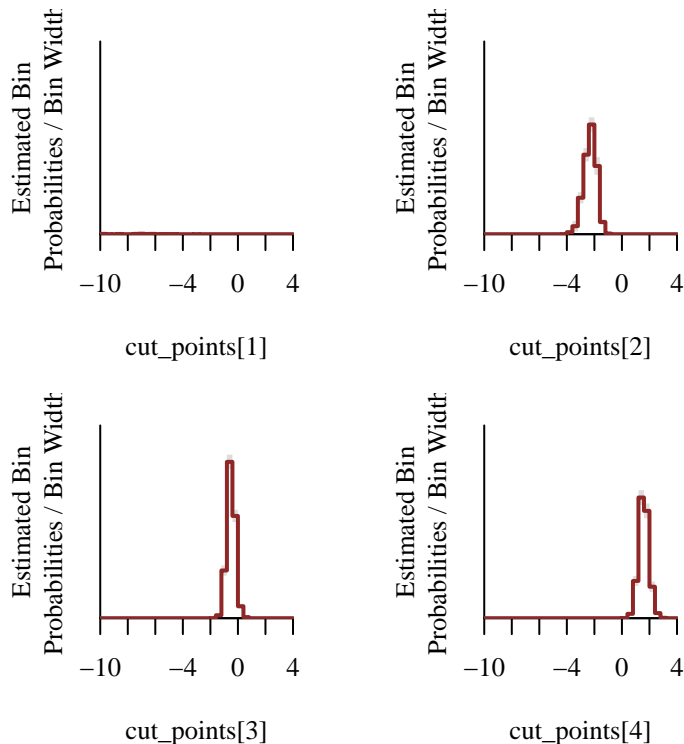 Estimated Bin
Probabilities / Bin Width
−10 −4 0 4
cut_points[1]
Estimated Bin
Probabilities / Bin Width
−10 −4 0 4
cut_points[2]
Estimated Bin
Probabilities / Bin Width
−10 −4 0 4
cut_points[3]
Estimated Bin
Probabilities / Bin Width
−10 −4 0 4
cut_points[4]